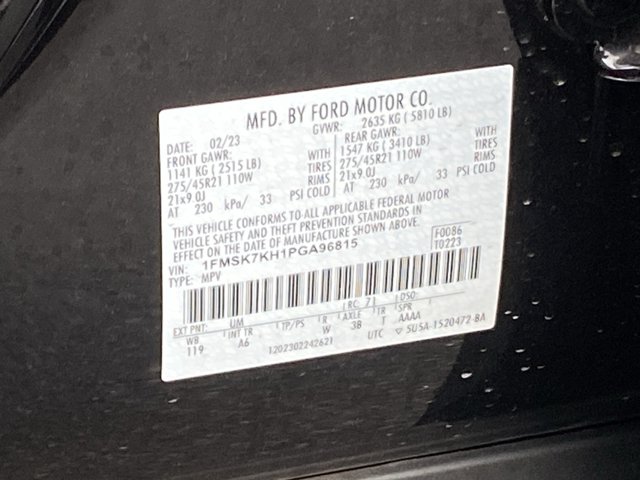 MFD. BY FORD MOTOR CO.
DATE: 02/23 GVWR: 2635 KG ( 5810 LB)
FRONT GAWR: REAR GAWR:
1141 KG ( 2515 LB) WITH 1547 KG ( 3410 LB) WITH
275/45R21 110W TIRES 275/45R21 110W TIRES
21x9.0J RIMS 21x9.0J RIMS
AT 230 kPa/ 33 PSI COLD AT 230 kPa/ 33 PSI COLD
THIS VEHICLE CONFORMS TO ALL APPLICABLE FEDERAL MOTOR
VEHICLE SAFETY AND THEFT PREVENTION STANDARDS IN
EFFECT ON THE DATE OF MANUFACTURE SHOWN ABOVE.
VIN: 1FMSK7KH1PGA96815 F0086
TYPE: MPV T0223
EXT PNT: UM RC: 71 DSO:
WB INT TR TP/PS R AXLE TR SPR
119 A6 W 3B T AAAA
1202302242621 UTC ▽ 5U5A-1520472-BA